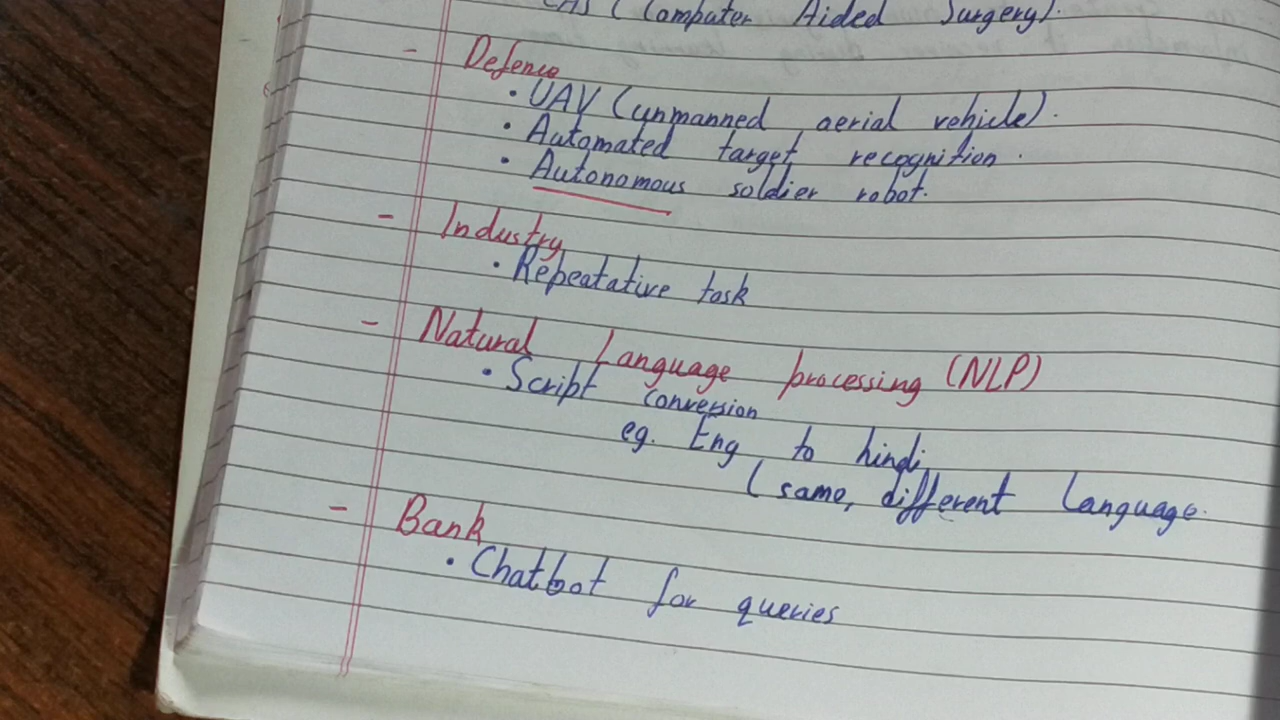 CAS (Computer Aided Surgery).
- Defence
• UAV (unmanned aerial vehicle).
• Automated target recognition.
• Autonomous soldier robot.
- Industry
• Repeatative task
- Natural Language processing (NLP)
• Script conversion
eg. Eng to hindi
(same, different Language.
- Bank
• Chatbot for queries